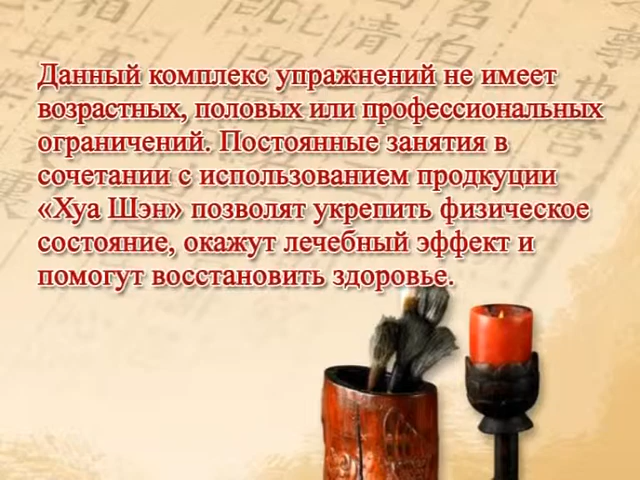 Данный комплекс упражнений не имеет
возрастных, половых или профессиональных
ограничений. Постоянные занятия в
сочетании с использованием продкуции
«Хуа Шэн» позволят укрепить физическое
состояние, окажут лечебный эффект и
помогут восстановить здоровье.